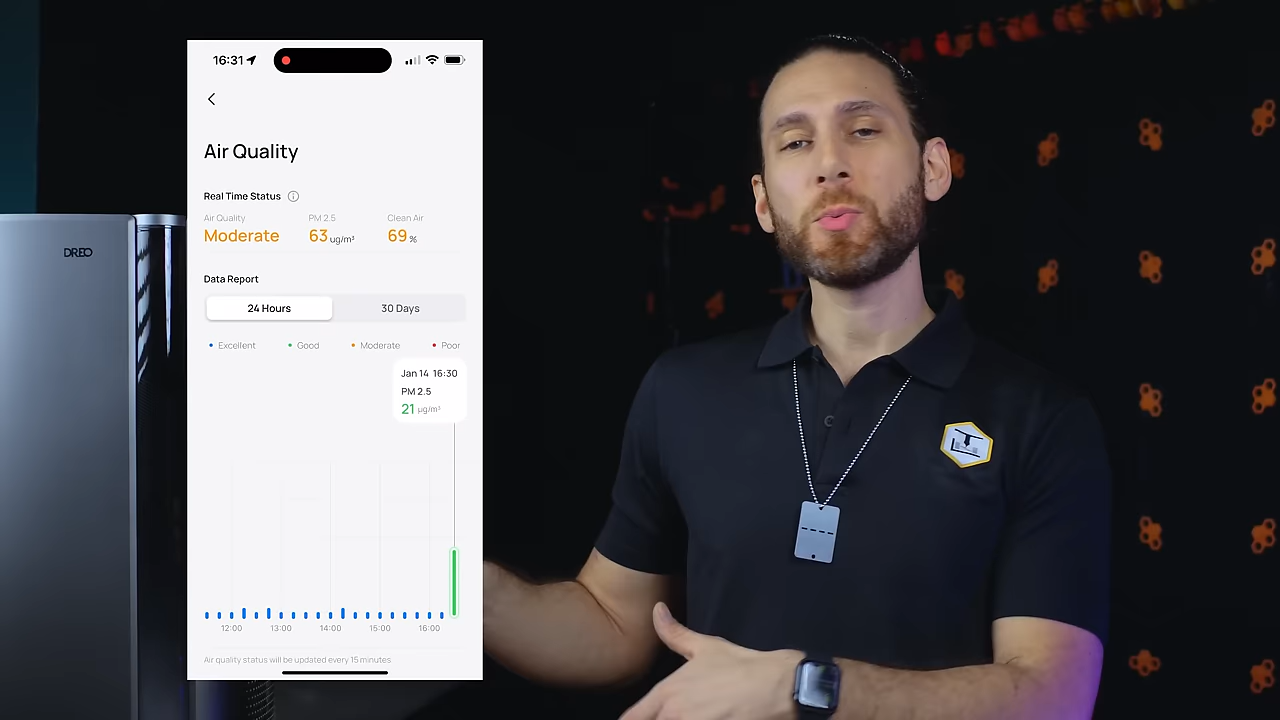 16:31
Air Quality
Real Time Status
Air Quality PM 2.5 Clean Air
Moderate 63 ug/m³ 69 %
DREO
Data Report
24 Hours 30 Days
Excellent Good Moderate Poor
Jan 14 16:30
PM 2.5
21 µg/m³
12:00 13:00 14:00 15:00 16:00
Air quality status will be updated every 15 minutes